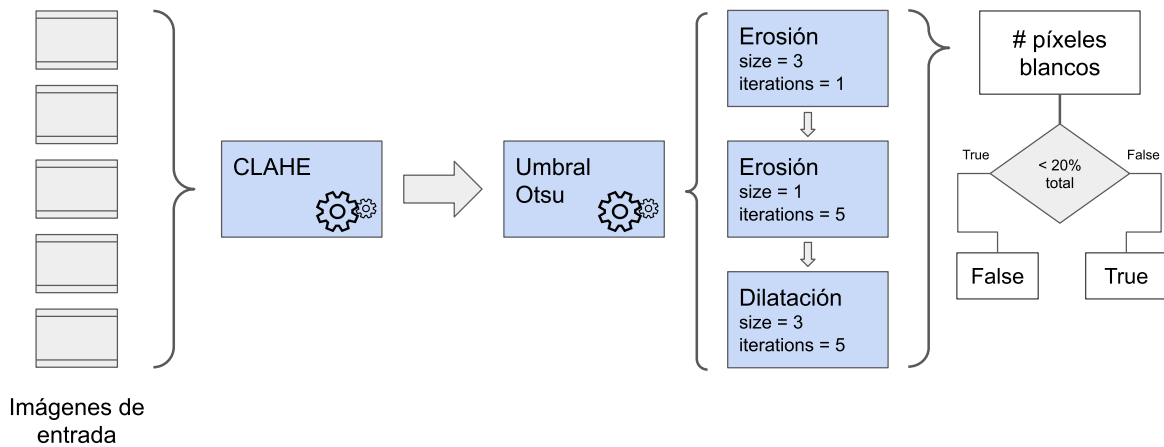 Imágenes de
entrada
CLAHE
Umbral
Otsu
Erosión
size = 3
iterations = 1
Erosión
size = 1
iterations = 5
Dilatación
size = 3
iterations = 5
# píxeles
blancos
True
< 20%
total
False
False
True